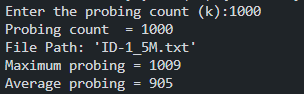 Enter the probing count (k):1000
Probing count  = 1000
File Path: 'ID-1_5M.txt'
Maximum probing = 1009
Average probing = 905